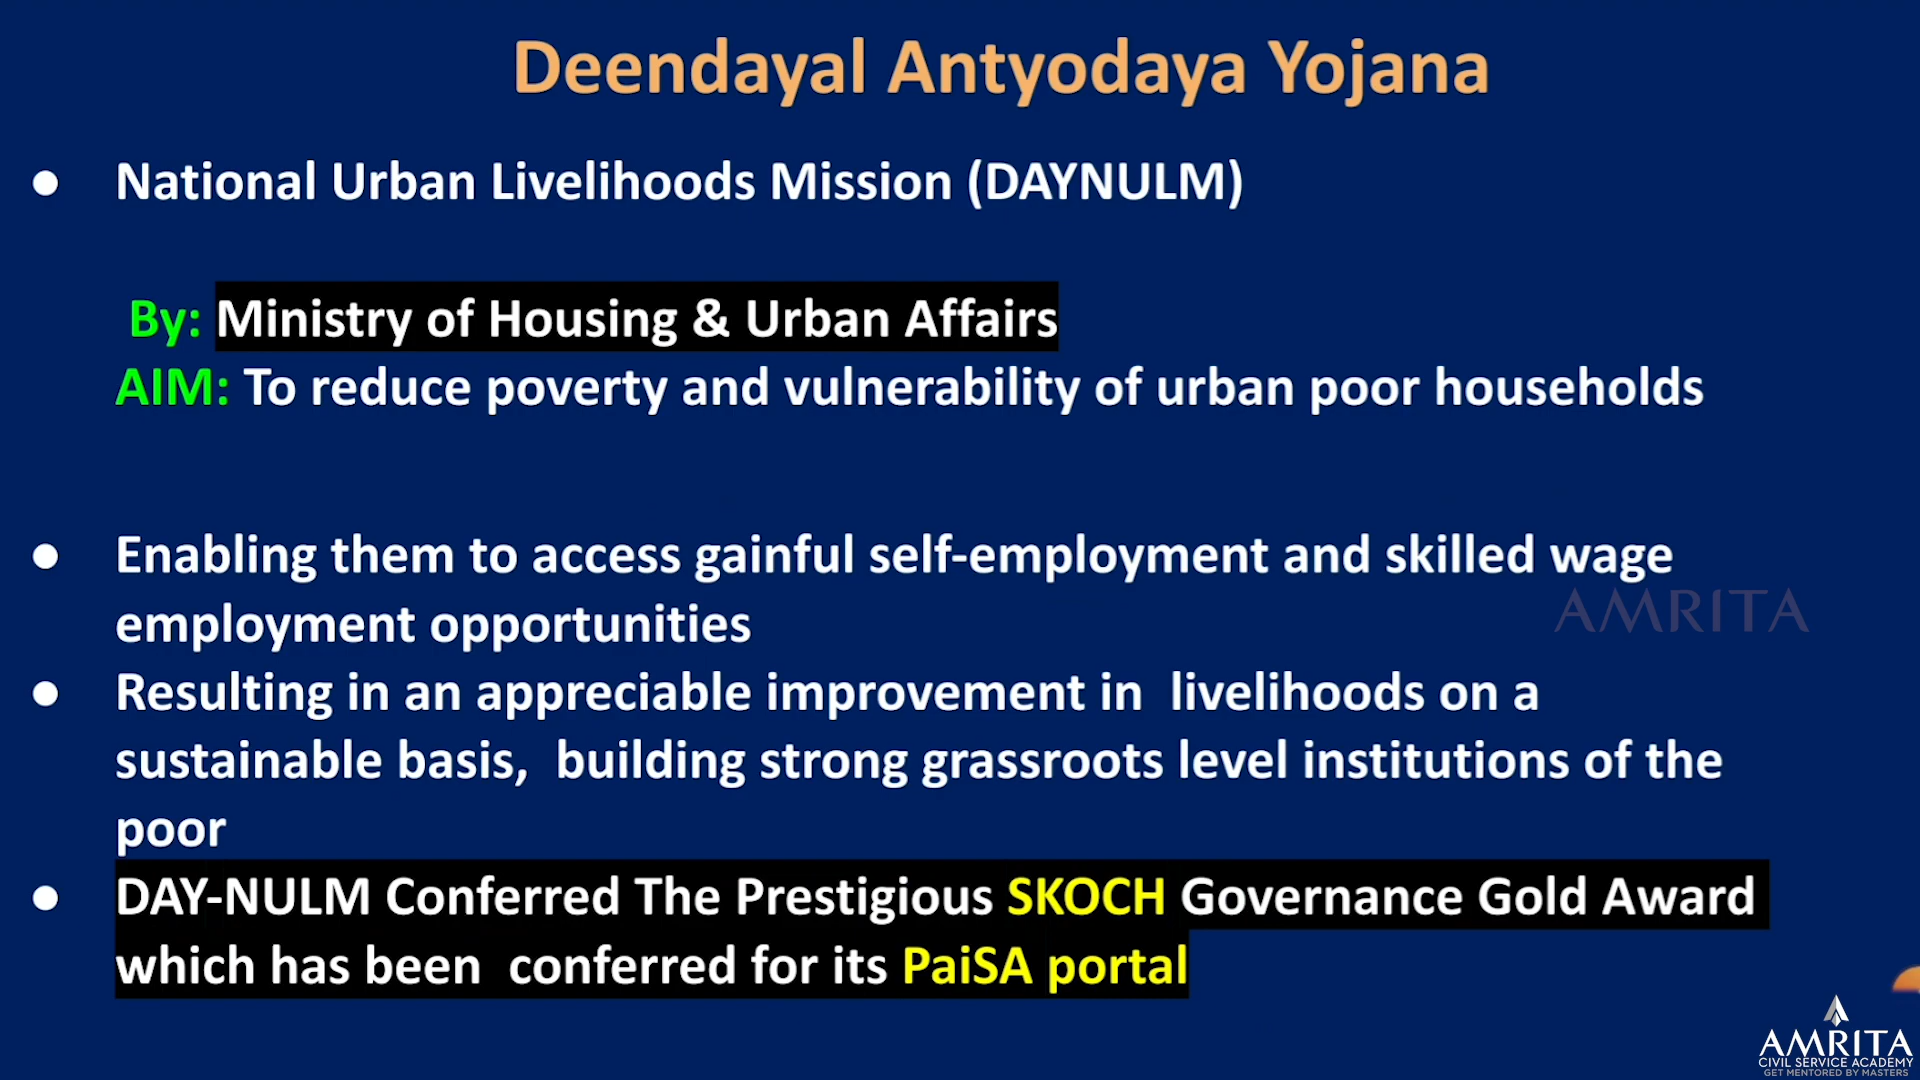 Deendayal Antyodaya Yojana
● National Urban Livelihoods Mission (DAYNULM)
By: Ministry of Housing & Urban Affairs
AIM: To reduce poverty and vulnerability of urban poor households
● Enabling them to access gainful self-employment and skilled wage
employment opportunities
AMRITA
● Resulting in an appreciable improvement in livelihoods on a
sustainable basis, building strong grassroots level institutions of the
poor
● DAY-NULM Conferred The Prestigious SKOCH Governance Gold Award
which has been conferred for its PaiSA portal
AMRITA
CIVIL SERVICE ACADEMY
GET MENTORED BY MASTERS